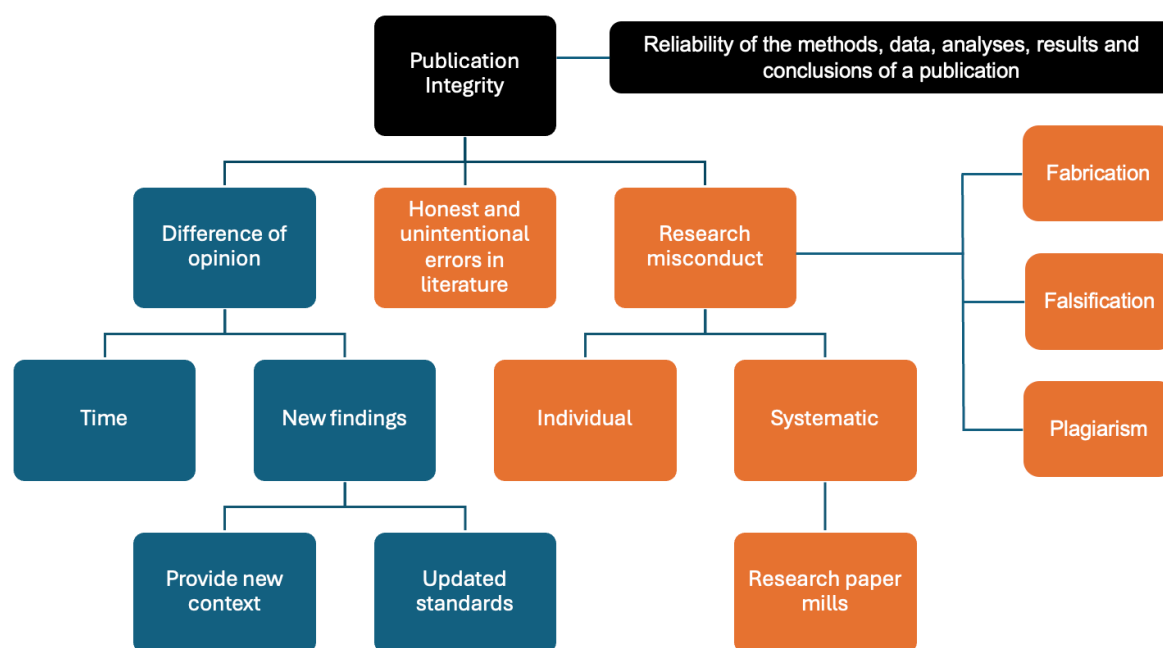 Publication
Integrity
Reliability of the methods, data, analyses, results and
conclusions of a publication
Difference of
opinion
Honest and
unintentional
errors in
literature
Research
misconduct
Fabrication
Falsification
Plagiarism
Time
New findings
Individual
Systematic
Provide new
context
Updated
standards
Research paper
mills